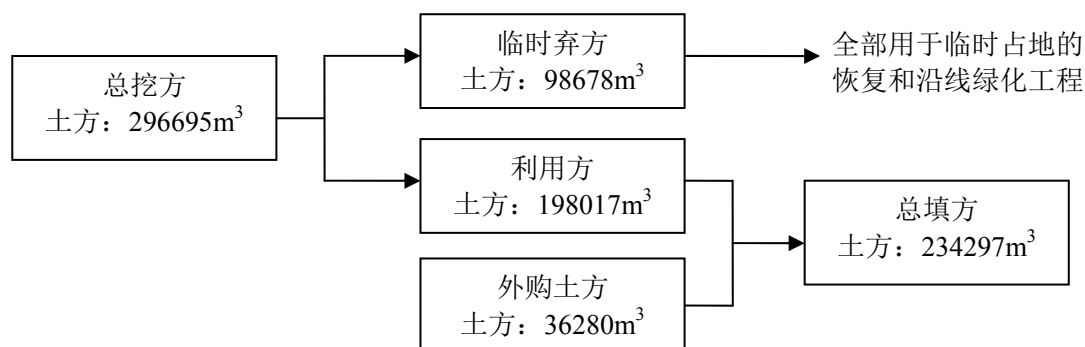 总挖方
土方：296695m³
临时弃方
土方：98678m³
全部用于临时占地的
恢复和沿线绿化工程
利用方
土方：198017m³
外购土方
土方：36280m³
总填方
土方：234297m³